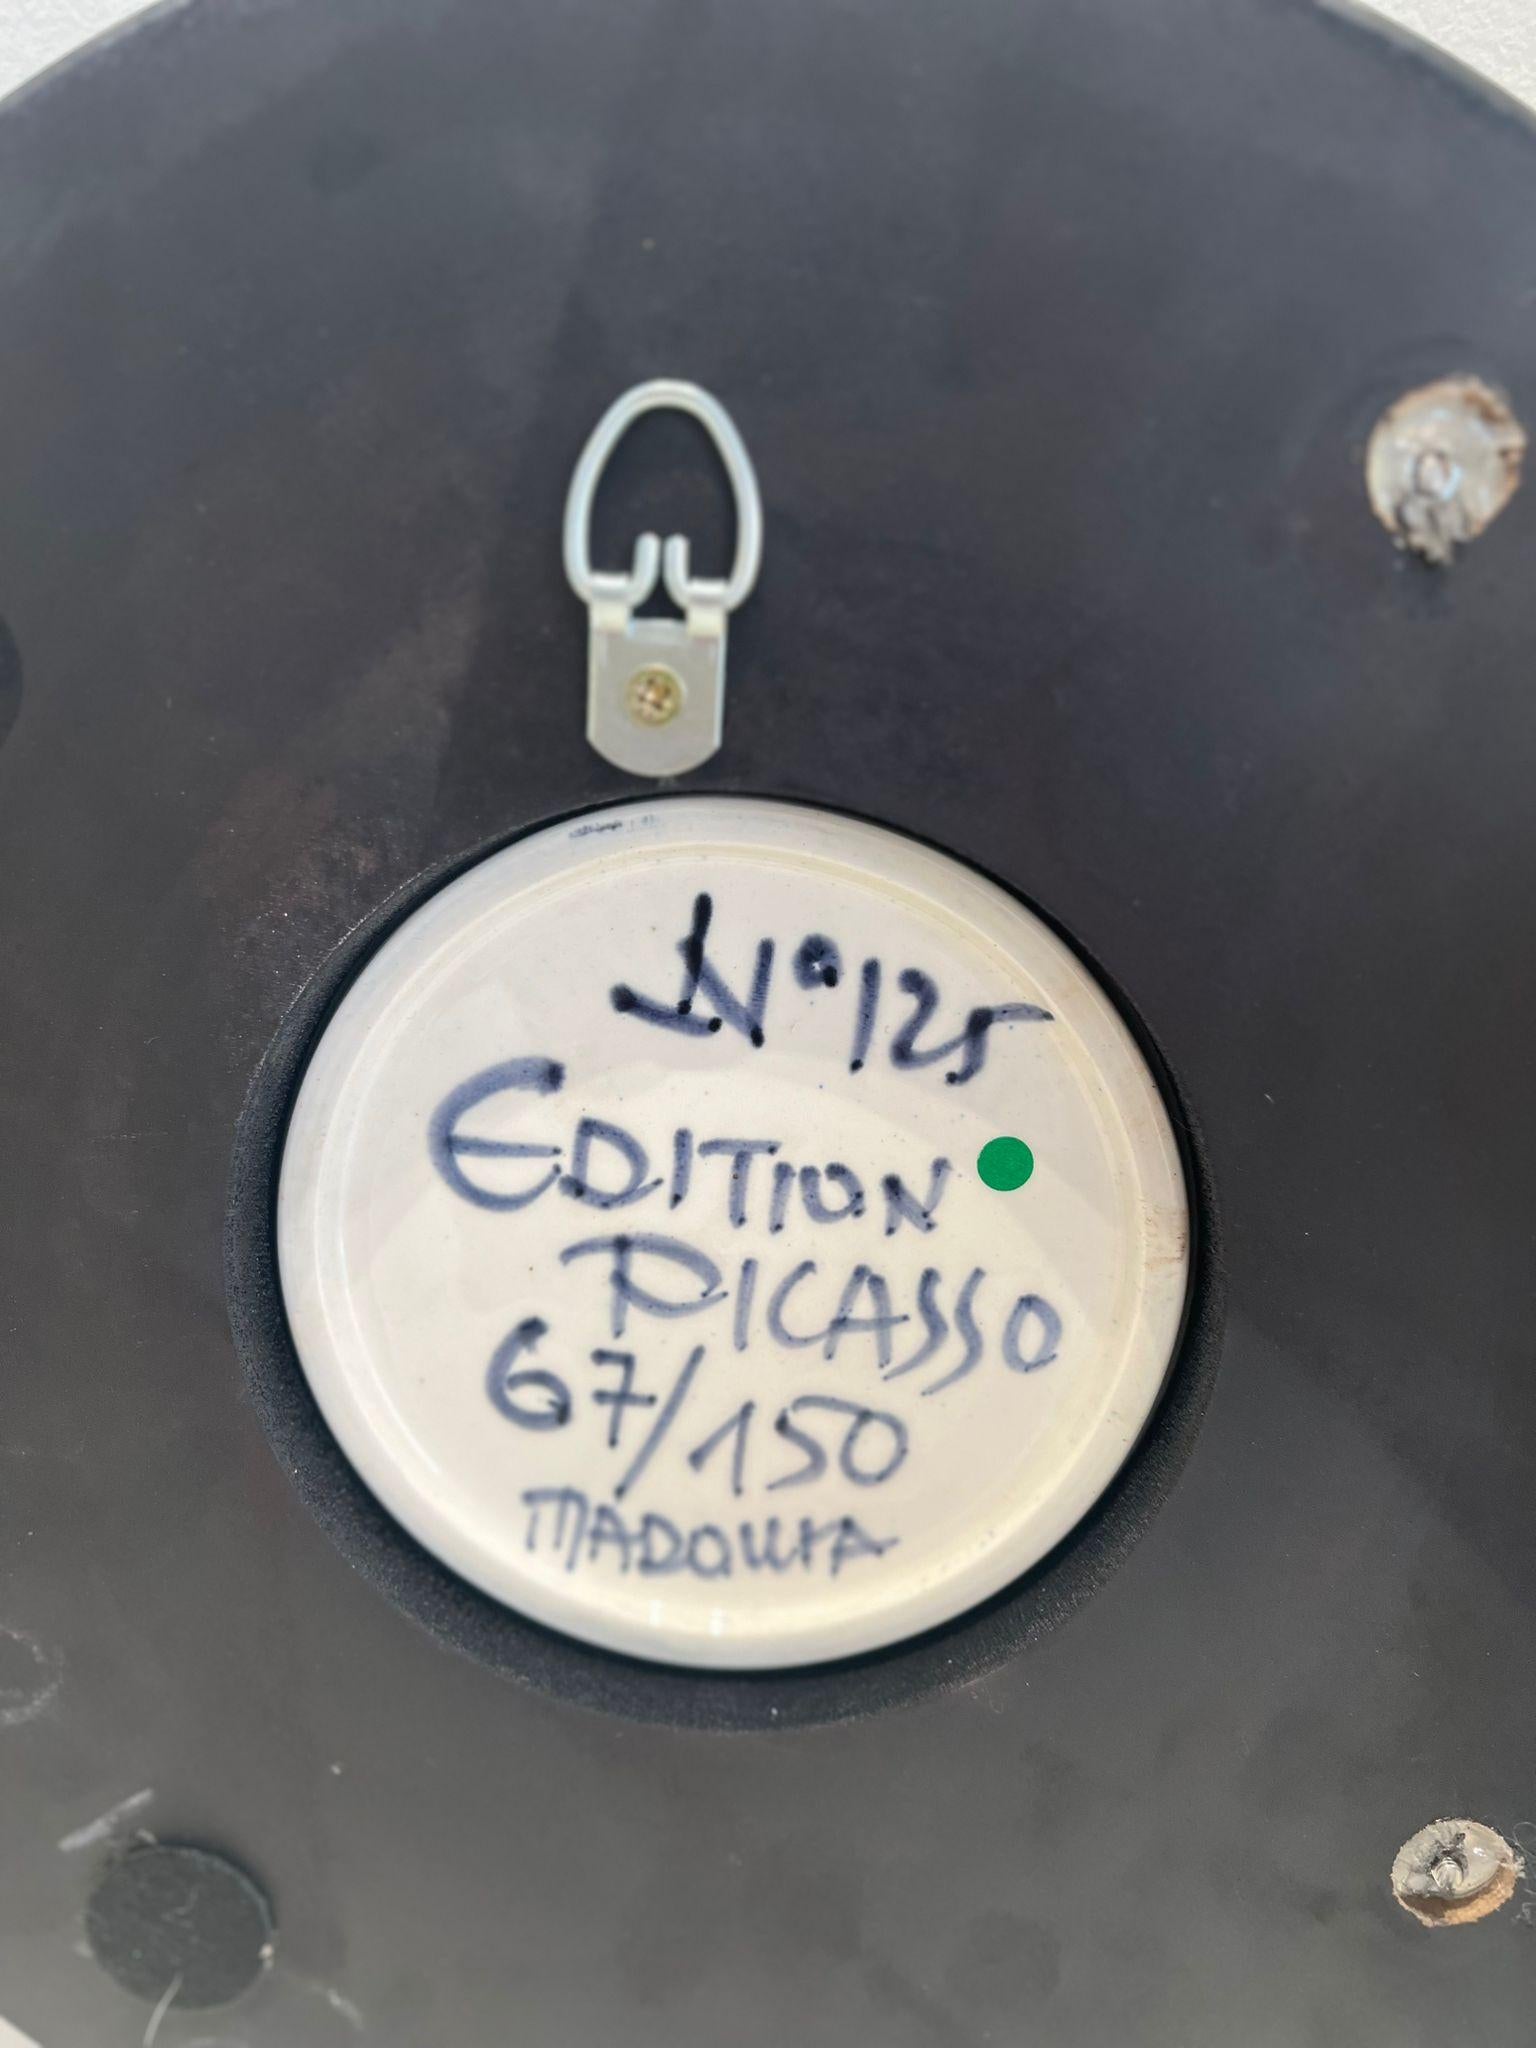 N° 125
EDITION
PICASSO
67/150
MADOURA